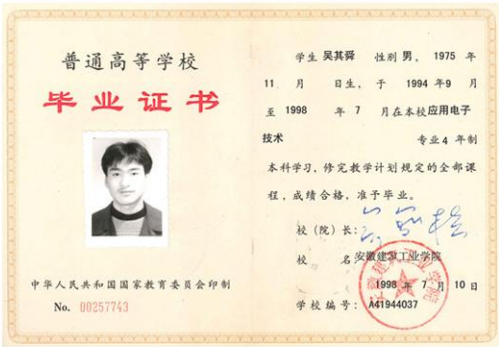 普通高等学校
毕业证书
中华人民共和国国家教育委员会印制
No. 00257743
学生 吴其舜 性别 男, 1975
年
11 月 日生, 于 1994 年 9 月
至 1998 年 7 月在本校 应用电子
技术 专业 4 年制
本科学习, 修完教学计划规定的全部课
程, 成绩合格, 准予毕业。
校(院)长:
校 名 安徽建筑工业学院
1998 年 7 月 10 日
学校编号: A41944037